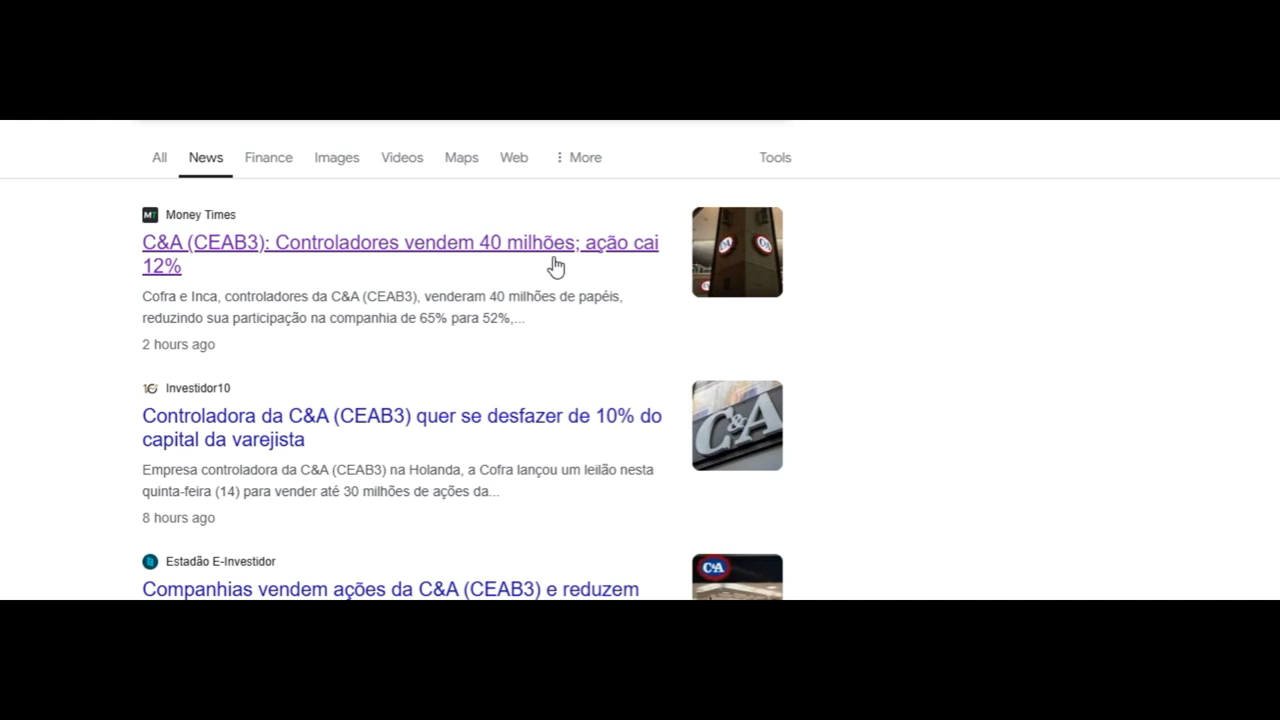 All News Finance Images Videos Maps Web More Tools
Money Times
C&A (CEAB3): Controladores vendem 40 milhões; ação cai
12%
Cofra e Inca, controladores da C&A (CEAB3), venderam 40 milhões de papéis,
reduzindo sua participação na companhia de 65% para 52%,...
2 hours ago
Investidor10
Controladora da C&A (CEAB3) quer se desfazer de 10% do
capital da varejista
Empresa controladora da C&A (CEAB3) na Holanda, a Cofra lançou um leilão nesta
quinta-feira (14) para vender até 30 milhões de ações da...
8 hours ago
C&A
Estadão E-Investidor
Companhias vendem ações da C&A (CEAB3) e reduzem
C&A